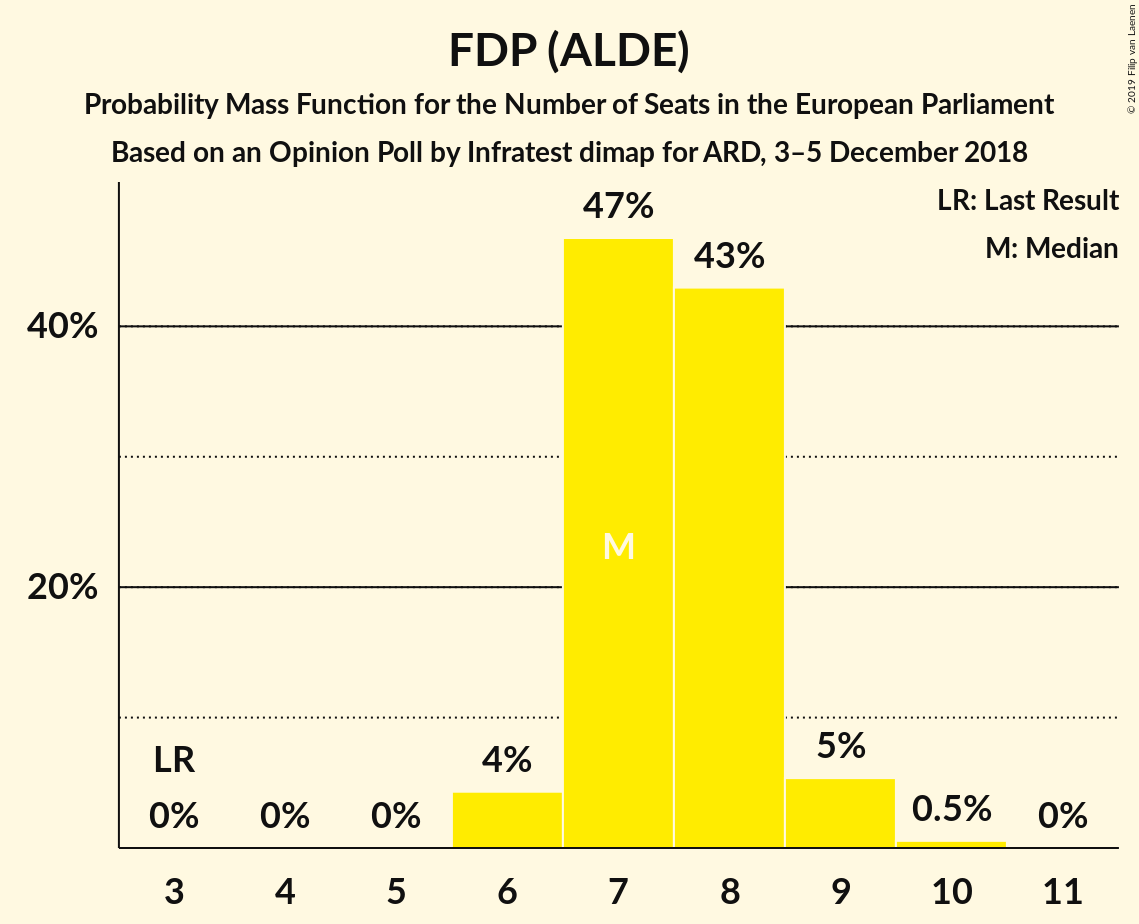 FDP (ALDE)
Probability Mass Function for the Number of Seats in the European Parliament
Based on an Opinion Poll by Infratest dimap for ARD, 3–5 December 2018
© 2019 Filip van Laenen
LR: Last Result
M: Median
47%
43%
40%
M
20%
LR
4%
5%
0%
0%
0%
0.5%
0%
3
4
5
6
7
8
9
10
11